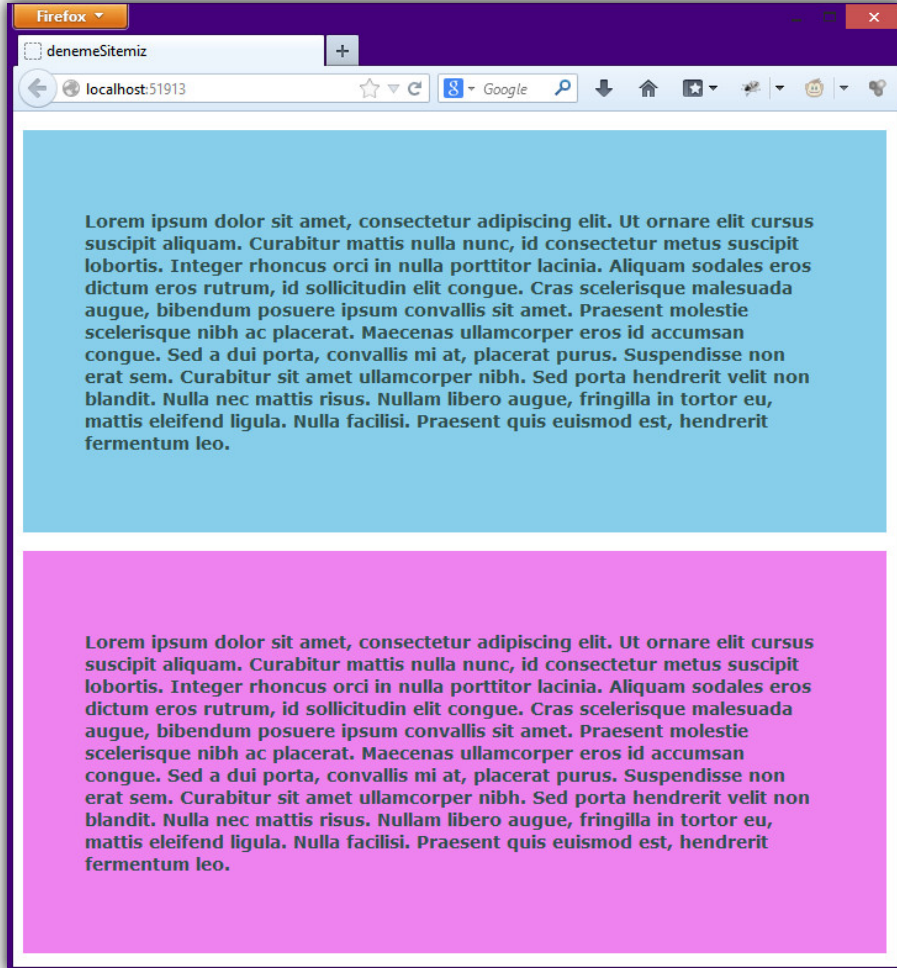 Firefox
denemeSitemiz
localhost:51913
8 Google
Lorem ipsum dolor sit amet, consectetur adipiscing elit. Ut ornare elit cursus
suscipit aliquam. Curabitur mattis nulla nunc, id consectetur metus suscipit
lobortis. Integer rhoncus orci in nulla porttitor lacinia. Aliquam sodales eros
dictum eros rutrum, id sollicitudin elit congue. Cras scelerisque malesuada
augue, bibendum posuere ipsum convallis sit amet. Praesent molestie
scelerisque nibh ac placerat. Maecenas ullamcorper eros id accumsan
congue. Sed a dui porta, convallis mi at, placerat purus. Suspendisse non
erat sem. Curabitur sit amet ullamcorper nibh. Sed porta hendrerit velit non
blandit. Nulla nec mattis risus. Nullam libero augue, fringilla in tortor eu,
mattis eleifend ligula. Nulla facilisi. Praesent quis euismod est, hendrerit
fermentum leo.
Lorem ipsum dolor sit amet, consectetur adipiscing elit. Ut ornare elit cursus
suscipit aliquam. Curabitur mattis nulla nunc, id consectetur metus suscipit
lobortis. Integer rhoncus orci in nulla porttitor lacinia. Aliquam sodales eros
dictum eros rutrum, id sollicitudin elit congue. Cras scelerisque malesuada
augue, bibendum posuere ipsum convallis sit amet. Praesent molestie
scelerisque nibh ac placerat. Maecenas ullamcorper eros id accumsan
congue. Sed a dui porta, convallis mi at, placerat purus. Suspendisse non
erat sem. Curabitur sit amet ullamcorper nibh. Sed porta hendrerit velit non
blandit. Nulla nec mattis risus. Nullam libero augue, fringilla in tortor eu,
mattis eleifend ligula. Nulla facilisi. Praesent quis euismod est, hendrerit
fermentum leo.